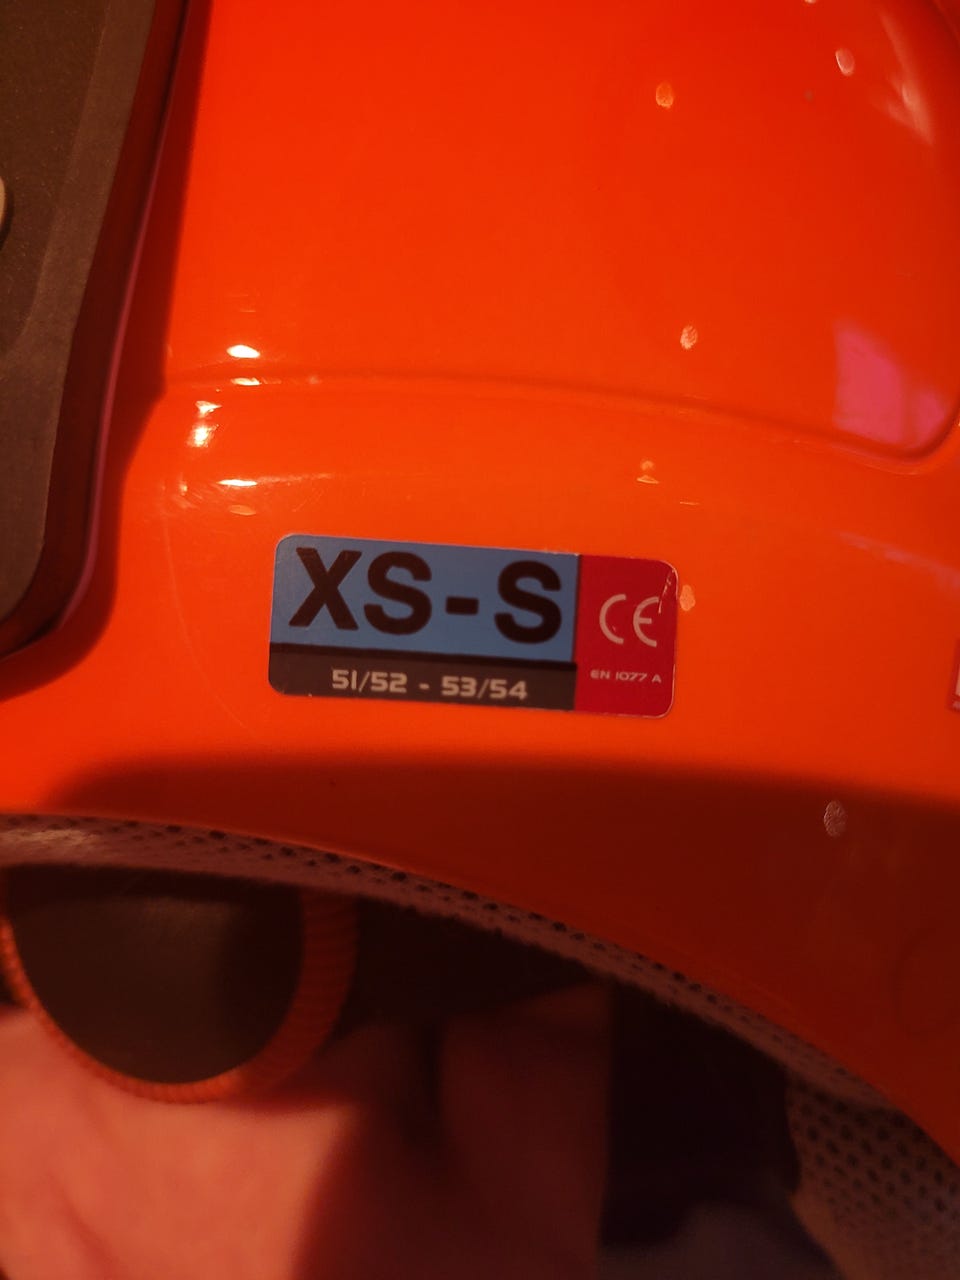 XS-S
51/52 - 53/54
CE
EN 1077 A